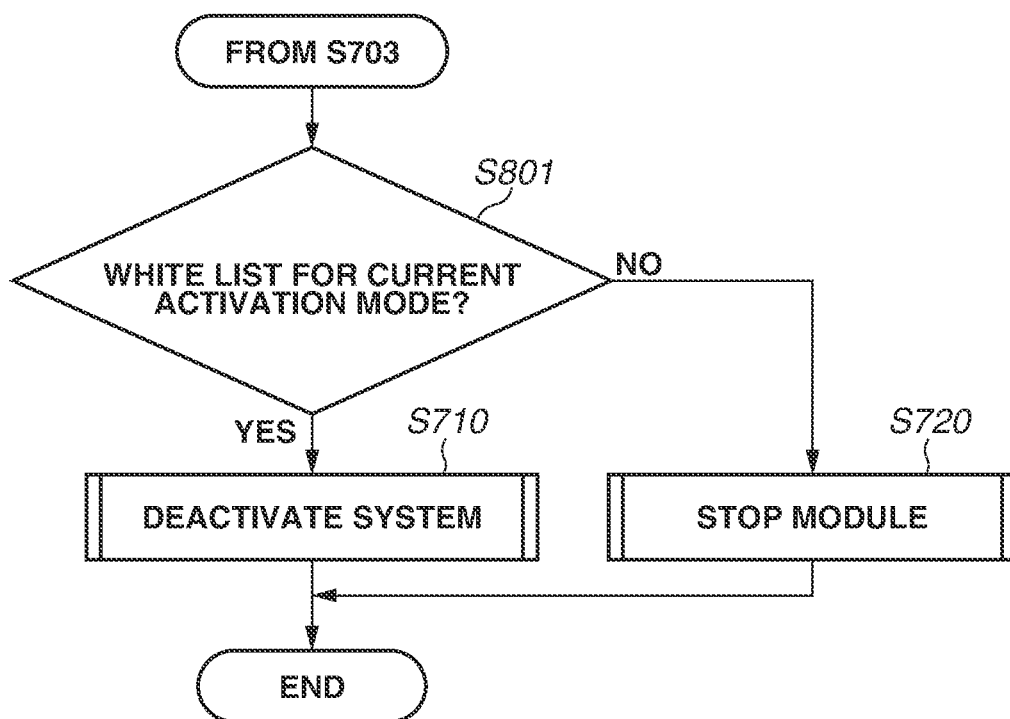 FROM S703
S801
WHITE LIST FOR CURRENT
ACTIVATION MODE?
NO
YES
S710
S720
DEACTIVATE SYSTEM
STOP MODULE
END